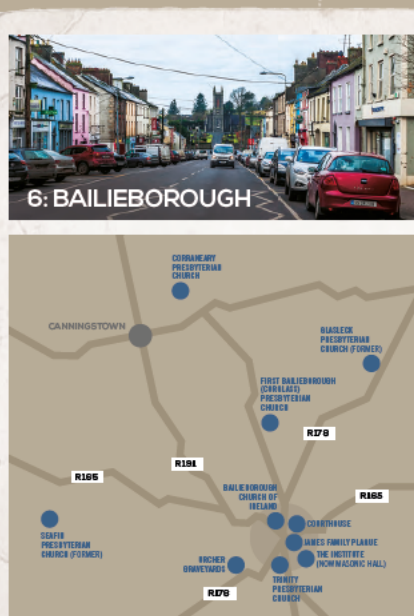 6: BAILIEBOROUGH
CORRANEARY
PRESBYTERIAN
CHURCH
CANNINGSTOWN
GLASLECK
PRESBYTERIAN
CHURCH (FORMER)
FIRST BAILIEBOROUGH
(CORGLASS)
PRESBYTERIAN
CHURCH
R178
R191
R165
BAILIEBOROUGH
CHURCH OF
IRELAND
R165
SEAFIN
PRESBYTERIAN
CHURCH (FORMER)
COURTHOUSE
JAMES FAMILY PLAQUE
THE INSTITUTE
(NOW MASONIC HALL)
URCHER
GRAVEYARDS
TRINITY
PRESBYTERIAN
CHURCH
R178